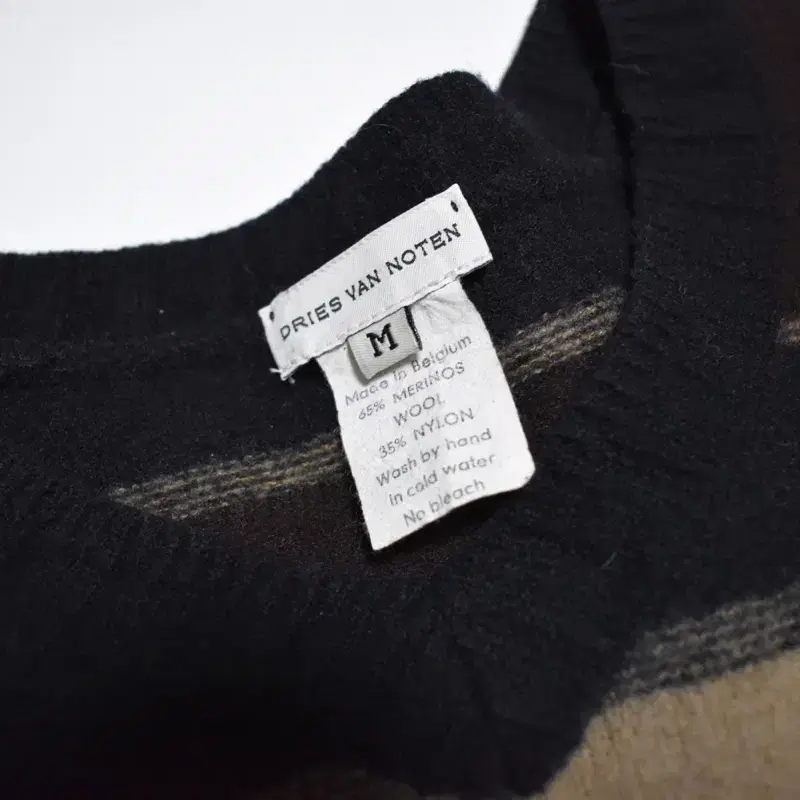 DRIES VAN NOTEN
M
Made in Belgium
65% MERINOS
WOOL
35% NYLON
Wash by hand
in cold water
No bleach